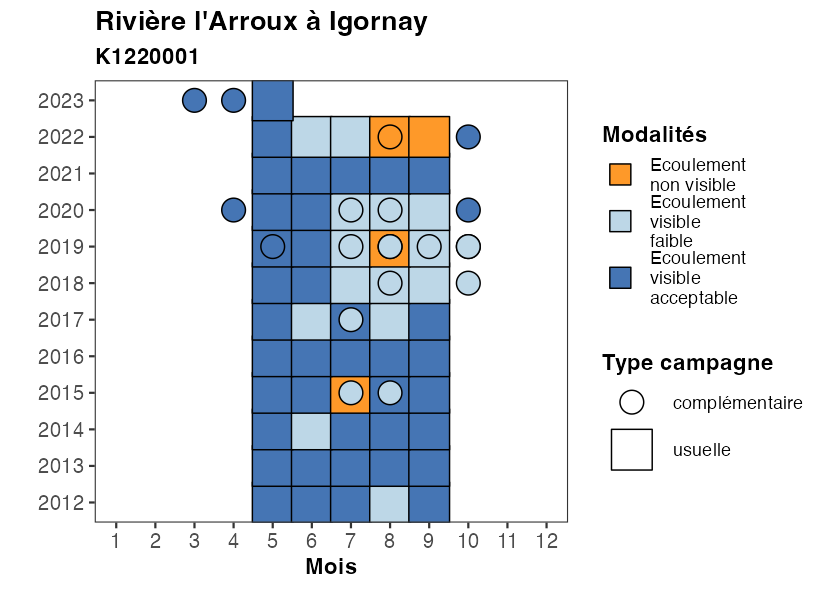 Rivière l'Arroux à Igornay
K1220001
2023
2022
2021
2020
2019
2018
2017
2016
2015
2014
2013
2012
1 2 3 4 5 6 7 8 9 10 11 12
Mois
Modalités
Ecoulement
non visible
Ecoulement
visible
faible
Ecoulement
visible
acceptable
Type campagne
complémentaire
usuelle